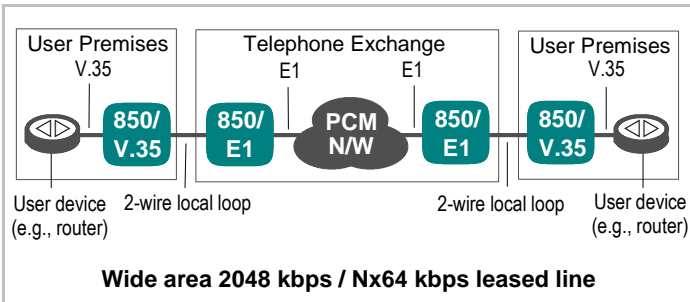 User Premises
Telephone Exchange
User Premises
V.35
E1
E1
V.35
850/
V.35
850/
E1
PCM
N/W
850/
E1
850/
V.35
User device
(e.g., router)
2-wire local loop
2-wire local loop
User device
(e.g., router)
Wide area 2048 kbps / Nx64 kbps leased line